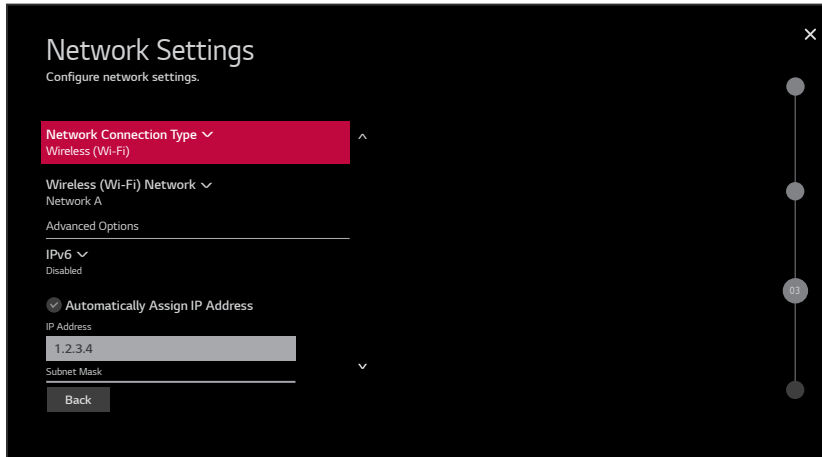 Network Settings
Configure network settings.
Network Connection Type
Wireless (Wi-Fi)
Wireless (Wi-Fi) Network
Network A
Advanced Options
IPv6
Disabled
Automatically Assign IP Address
IP Address
1.2.3.4
Subnet Mask
Back
03